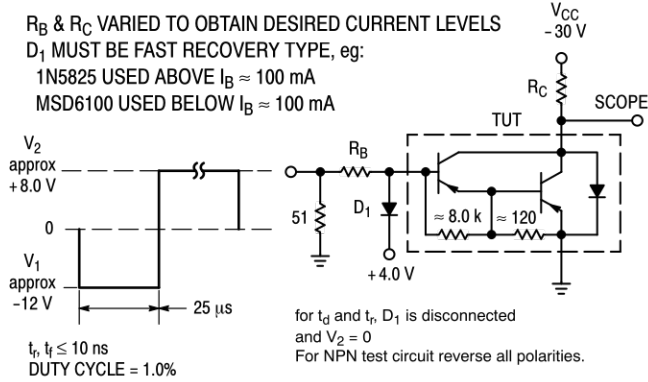 R_B & R_C VARIED TO OBTAIN DESIRED CURRENT LEVELS
D_1 MUST BE FAST RECOVERY TYPE, eg:
1N5825 USED ABOVE I_B ≈ 100 mA
MSD6100 USED BELOW I_B ≈ 100 mA
V_CC
- 30 V
R_C
SCOPE
TUT
V_2
approx
+ 8.0 V
0
V_1
approx
-12 V
25 µs
R_B
51
D_1
≈ 8.0 k
≈ 120
+ 4.0 V
t_r, t_f ≤ 10 ns
DUTY CYCLE = 1.0%
for t_d and t_r, D_1 is disconnected
and V_2 = 0
For NPN test circuit reverse all polarities.